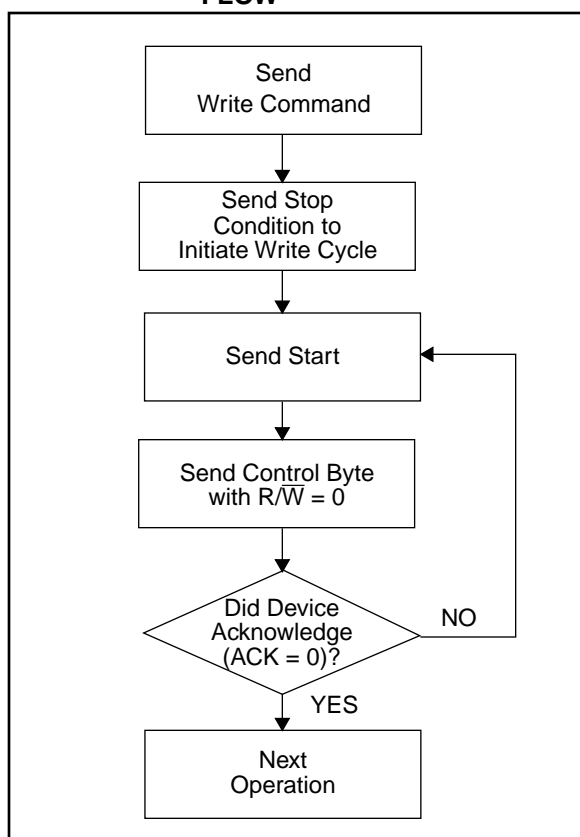 Send
Write Command
Send Stop
Condition to
Initiate Write Cycle
Send Start
Send Control Byte
with R/W̅ = 0
Did Device
Acknowledge
(ACK = 0)?
NO
YES
Next
Operation